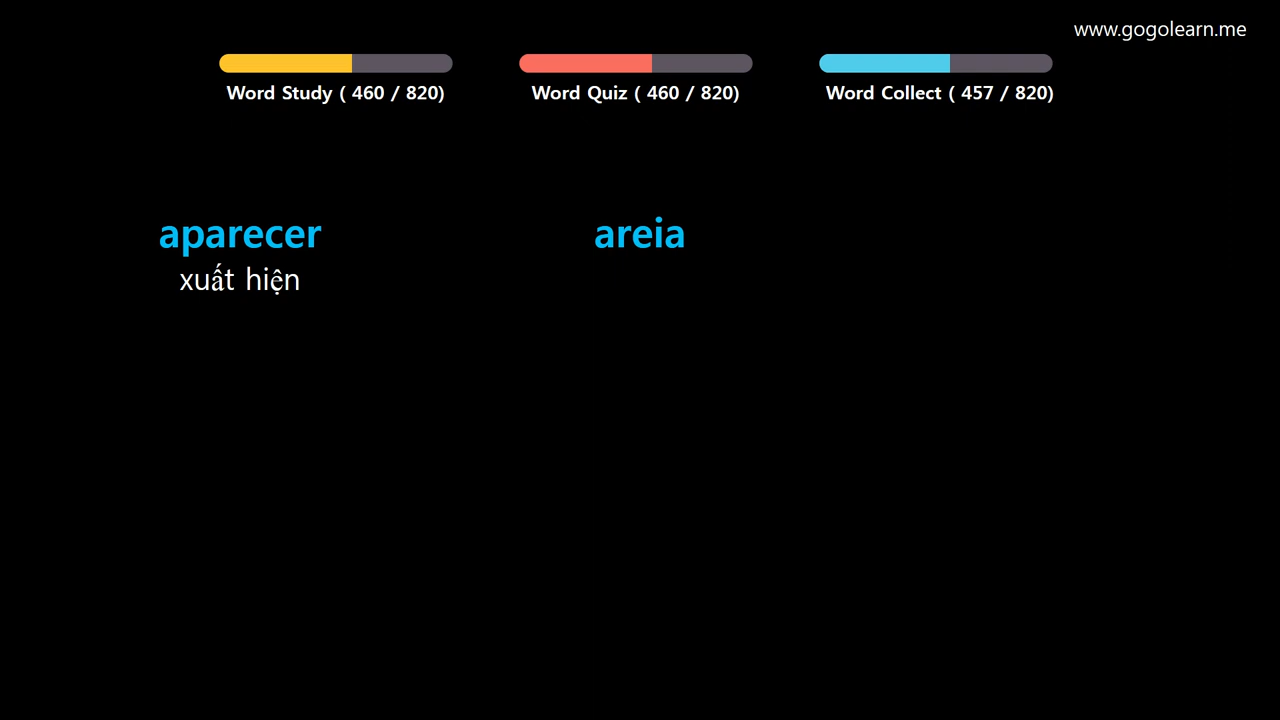 www.gogolearn.me
Word Study ( 460 / 820)
Word Quiz ( 460 / 820)
Word Collect ( 457 / 820)
aparecer
xuất hiện
areia